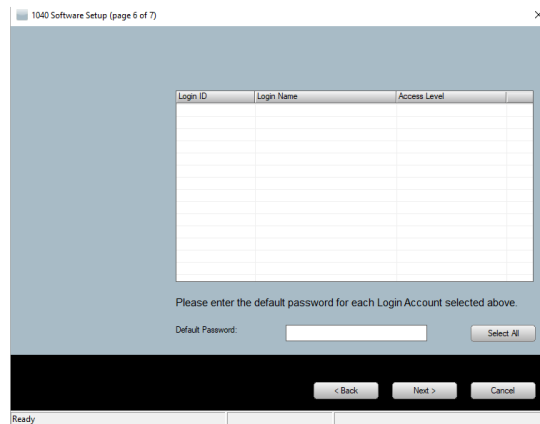 1040 Software Setup (page 6 of 7)
Login ID Login Name Access Level
Please enter the default password for each Login Account selected above.
Default Password:
Select All
< Back Next > Cancel
Ready